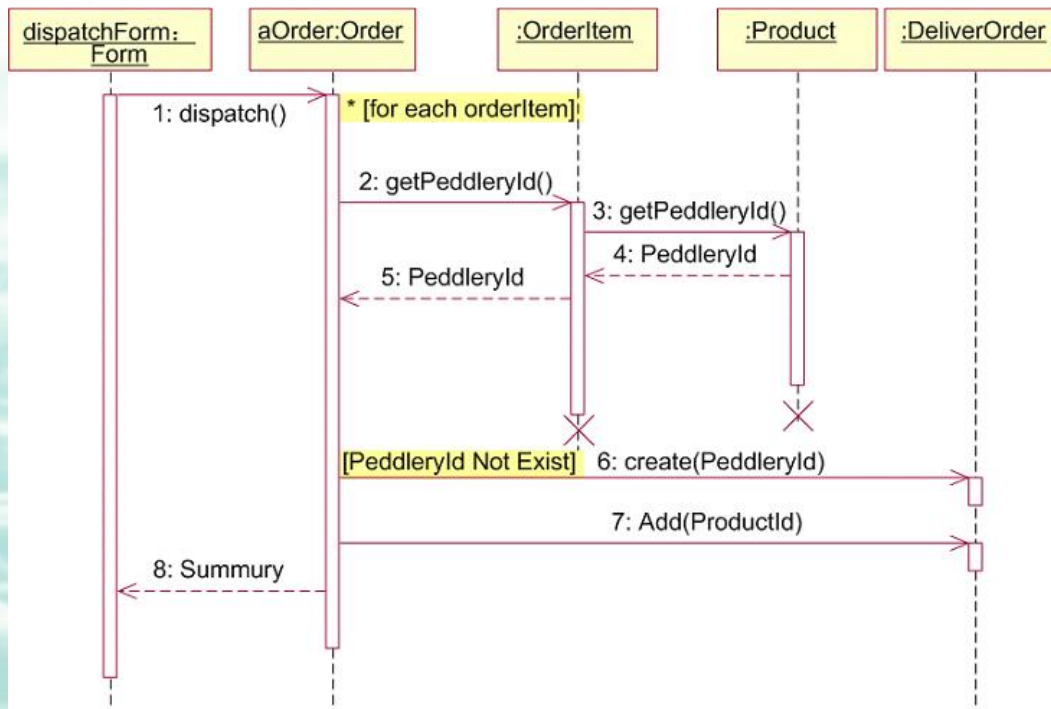 dispatchForm：
Form
aOrder:Order
:OrderItem
:Product
:DeliverOrder
1: dispatch()
* [for each orderItem]
2: getPeddleryId()
3: getPeddleryId()
4: PeddleryId
5: PeddleryId
[PeddleryId Not Exist]
6: create(PeddleryId)
7: Add(ProductId)
8: Summury